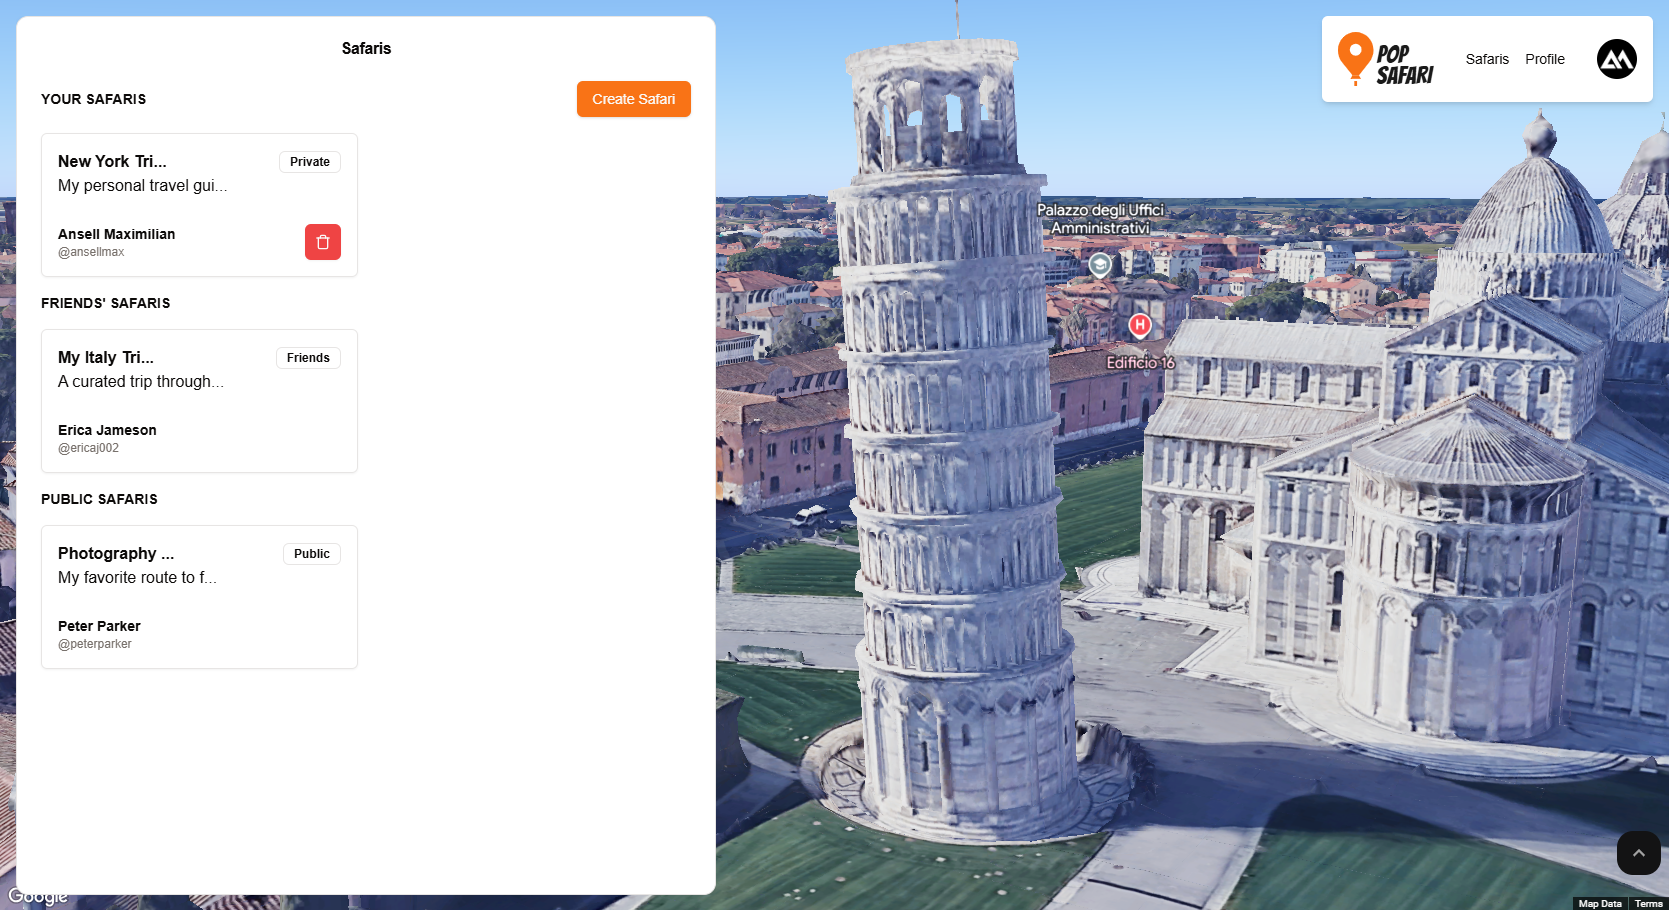 Safaris
YOUR SAFARIS
Create Safari
New York Tri...
Private
My personal travel gui...
Ansell Maximilian
@ansellmax
FRIENDS' SAFARIS
My Italy Tri...
Friends
A curated trip through...
Erica Jameson
@ericaj002
PUBLIC SAFARIS
Photography ...
Public
My favorite route to f...
Peter Parker
@peterparker
POP
SAFARI
Safaris
Profile
Palazzo degli Uffici
Amministrativi
H
Edificio 16
Google
Map Data
Terms